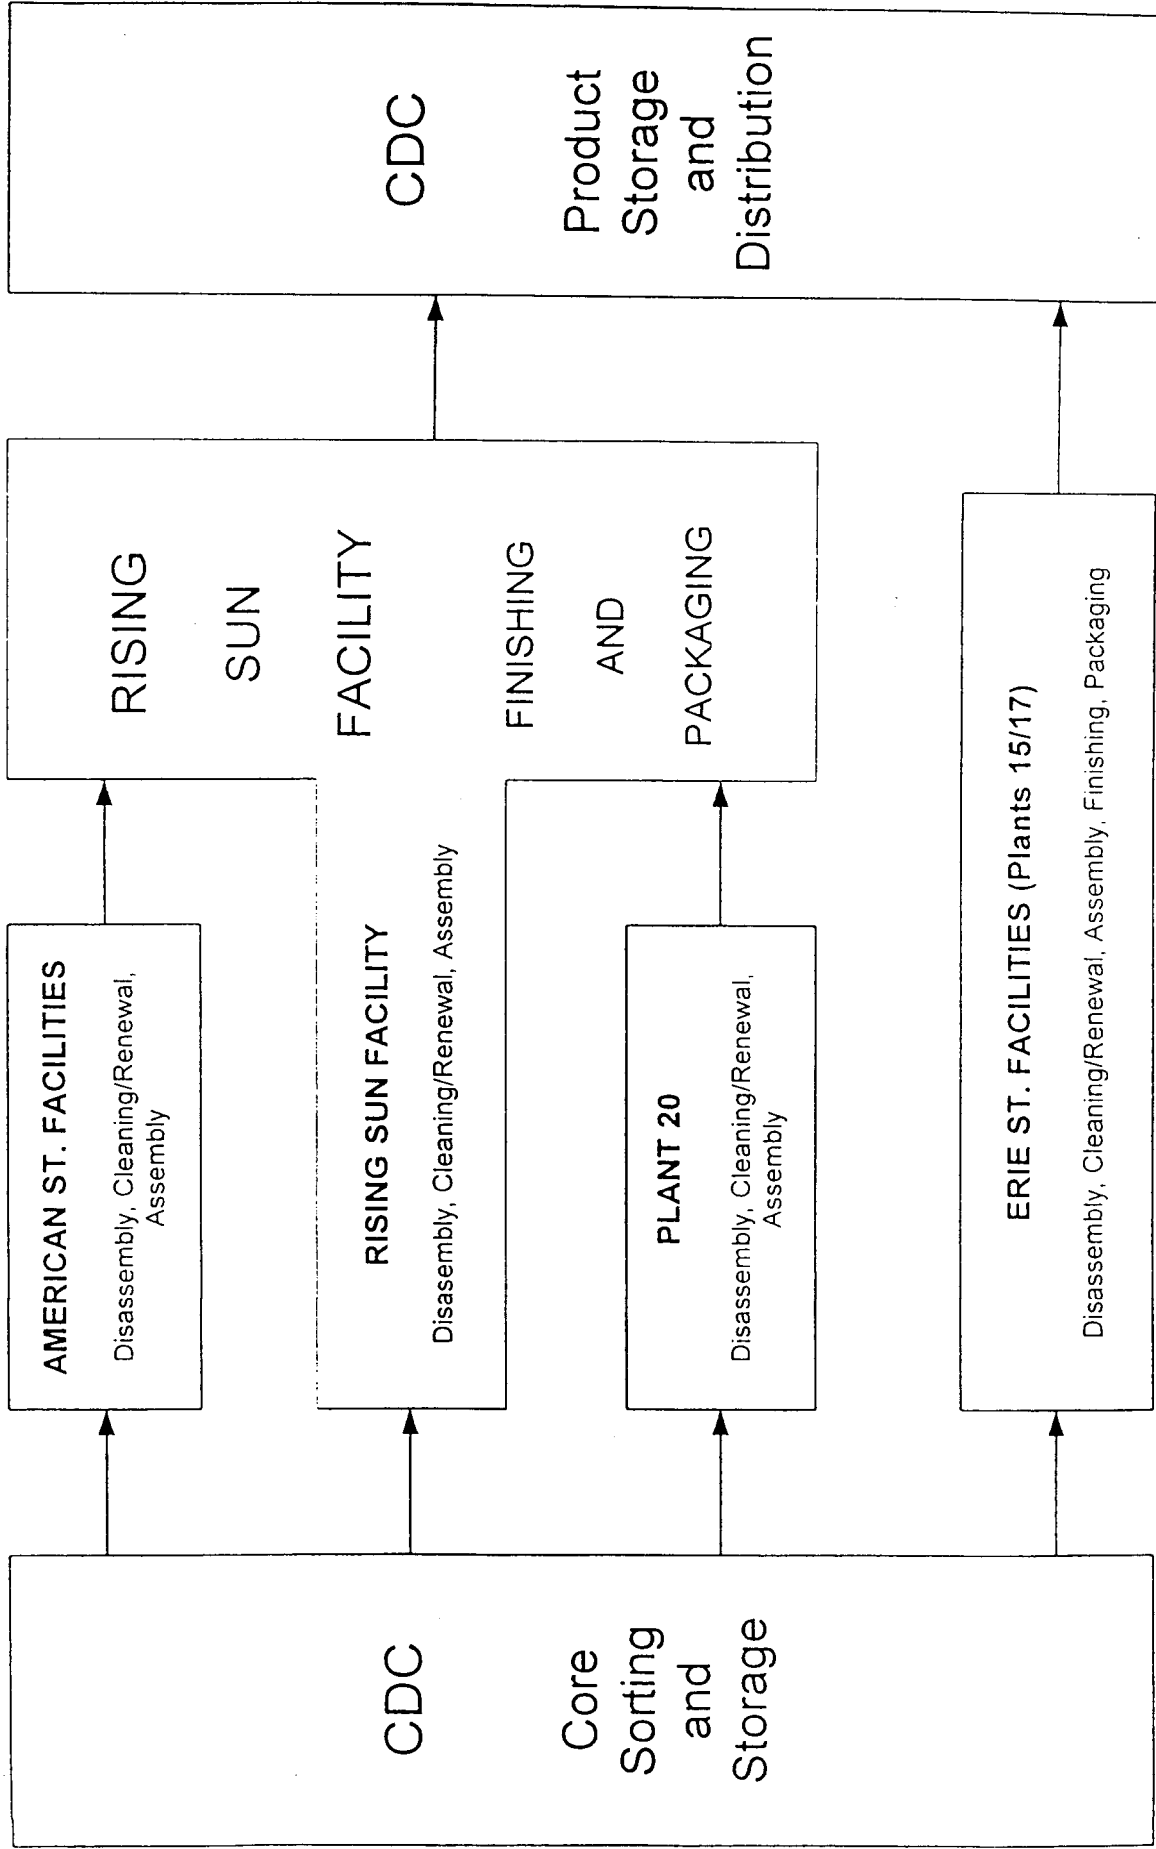 CDC
Core
Sorting
and
Storage
AMERICAN ST. FACILITIES
Disassembly, Cleaning/Renewal,
Assembly
RISING SUN FACILITY
Disasembly, Cleaning/Renewal, Assembly
PLANT 20
Disassembly, Cleaning/Renewal,
Assembly
ERIE ST. FACILITIES (Plants 15/17)
Disassembly, Cleaning/Renewal, Assembly, Finishing, Packaging
RISING
SUN
FACILITY
FINISHING
AND
PACKAGING
CDC
Product
Storage
and
Distribution